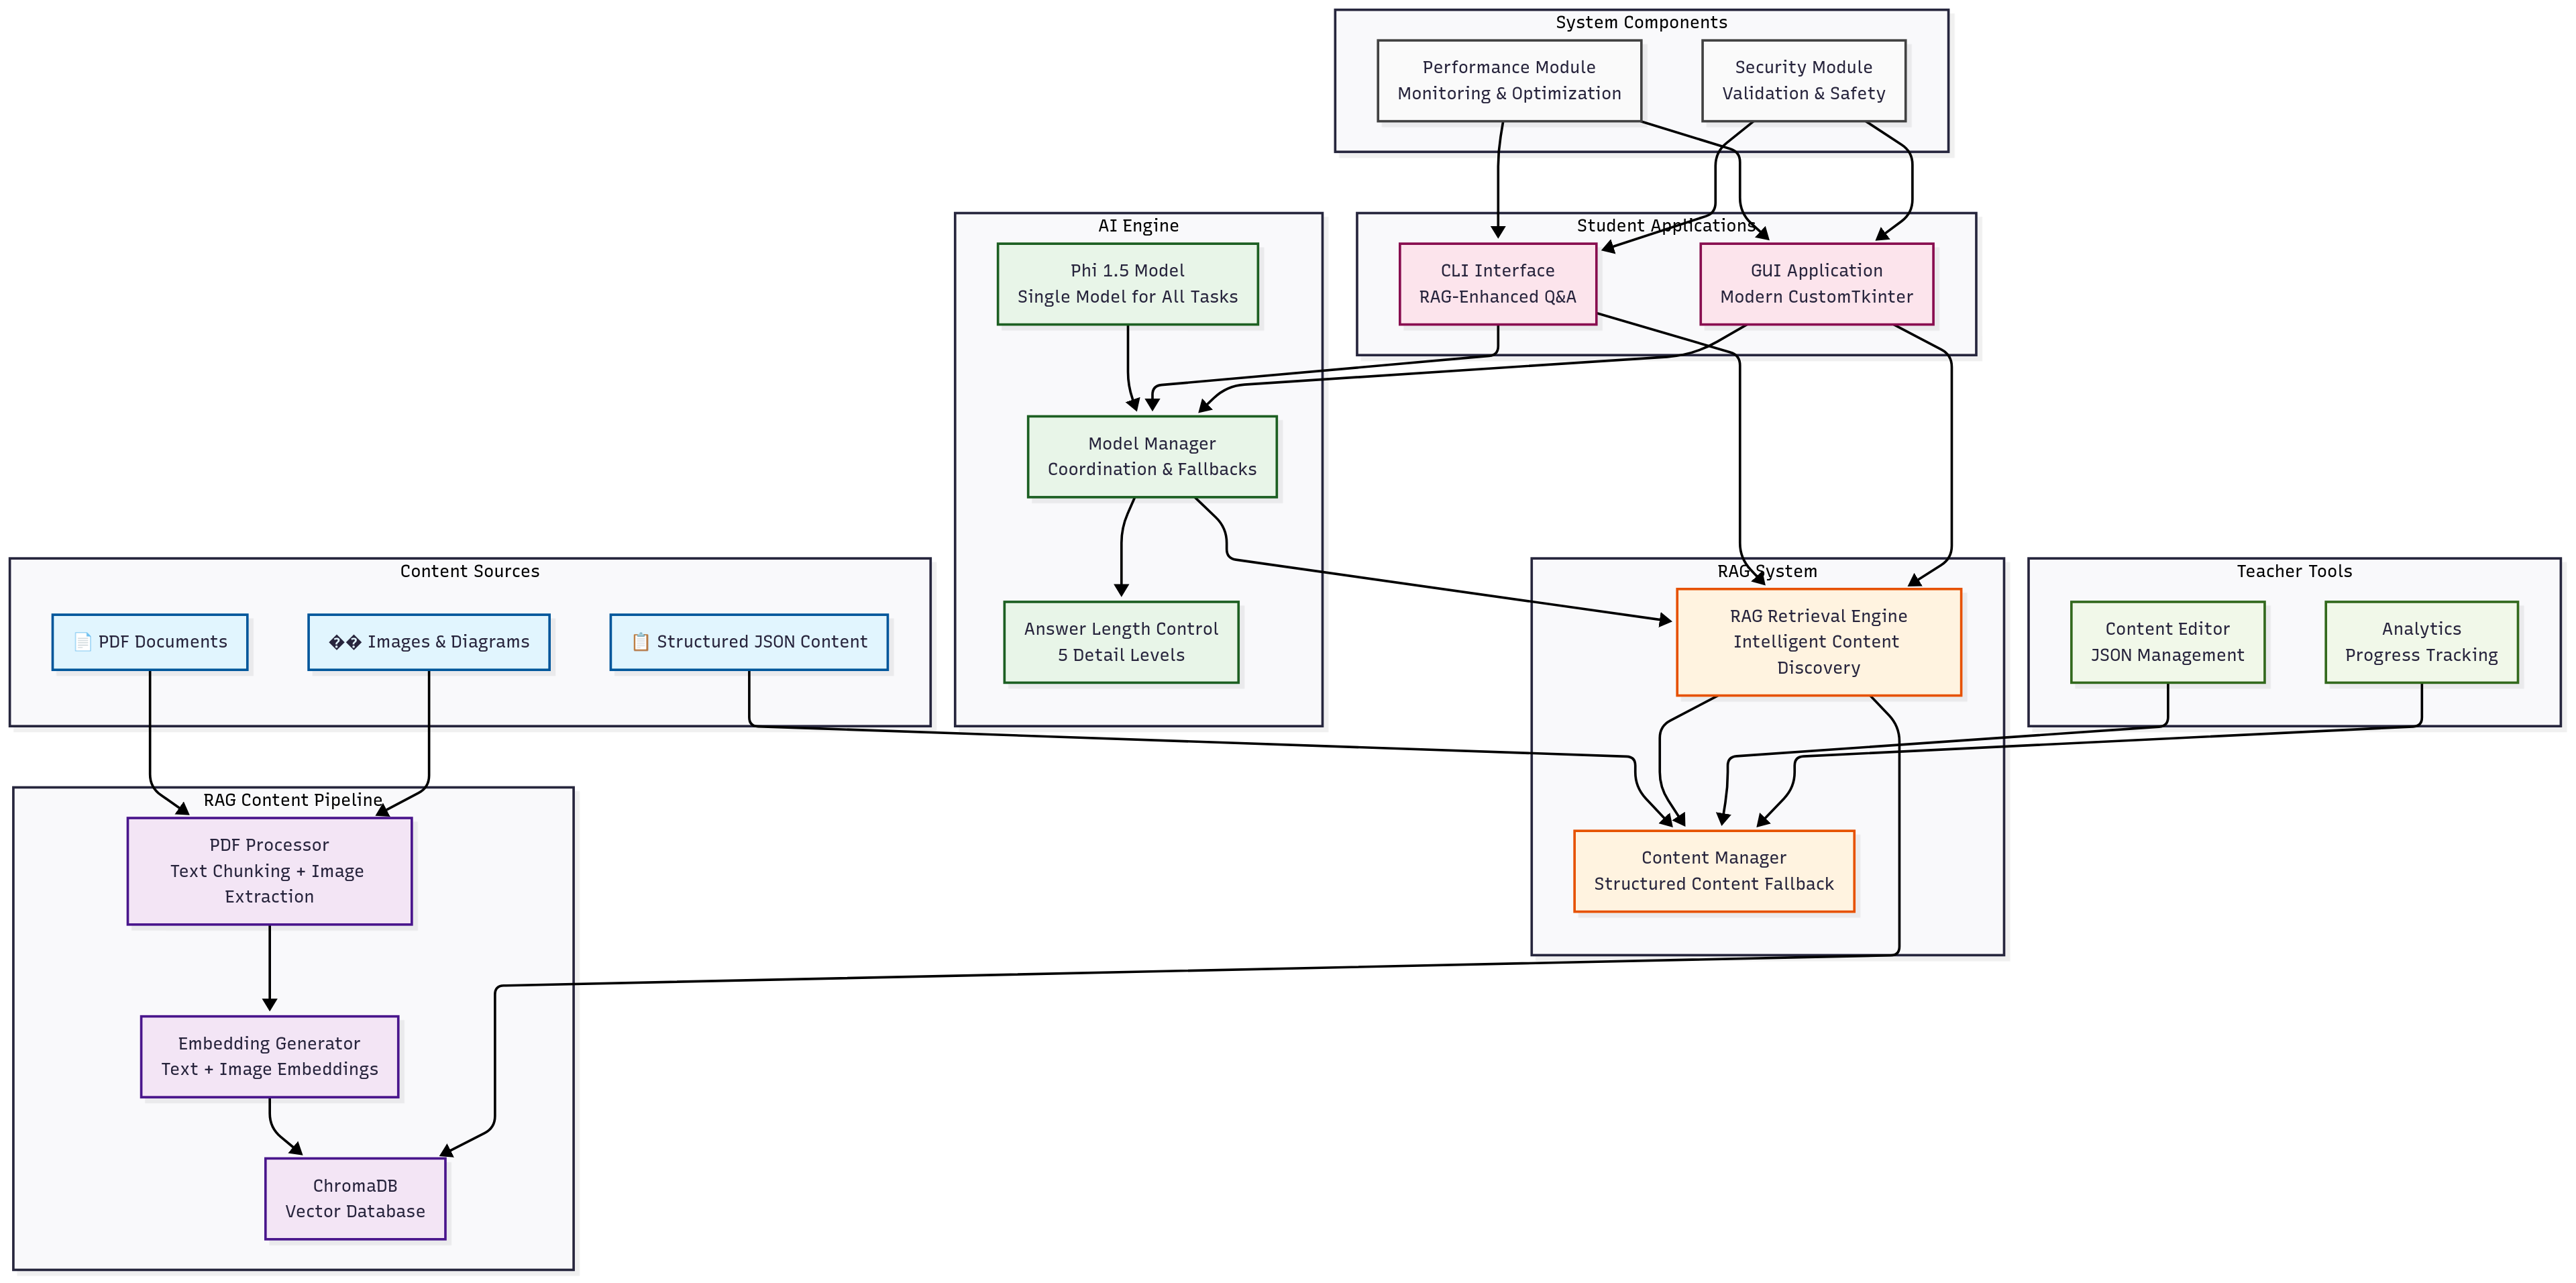 System Components
Performance Module
Monitoring & Optimization
Security Module
Validation & Safety
AI Engine
Phi 1.5 Model
Single Model for All Tasks
Model Manager
Coordination & Fallbacks
Answer Length Control
5 Detail Levels
Student Applications
CLI Interface
RAG-Enhanced Q&A
GUI Application
Modern CustomTkinter
Content Sources
📄 PDF Documents
�� Images & Diagrams
📋 Structured JSON Content
RAG System
RAG Retrieval Engine
Intelligent Content
Discovery
Content Manager
Structured Content Fallback
Teacher Tools
Content Editor
JSON Management
Analytics
Progress Tracking
RAG Content Pipeline
PDF Processor
Text Chunking + Image
Extraction
Embedding Generator
Text + Image Embeddings
ChromaDB
Vector Database